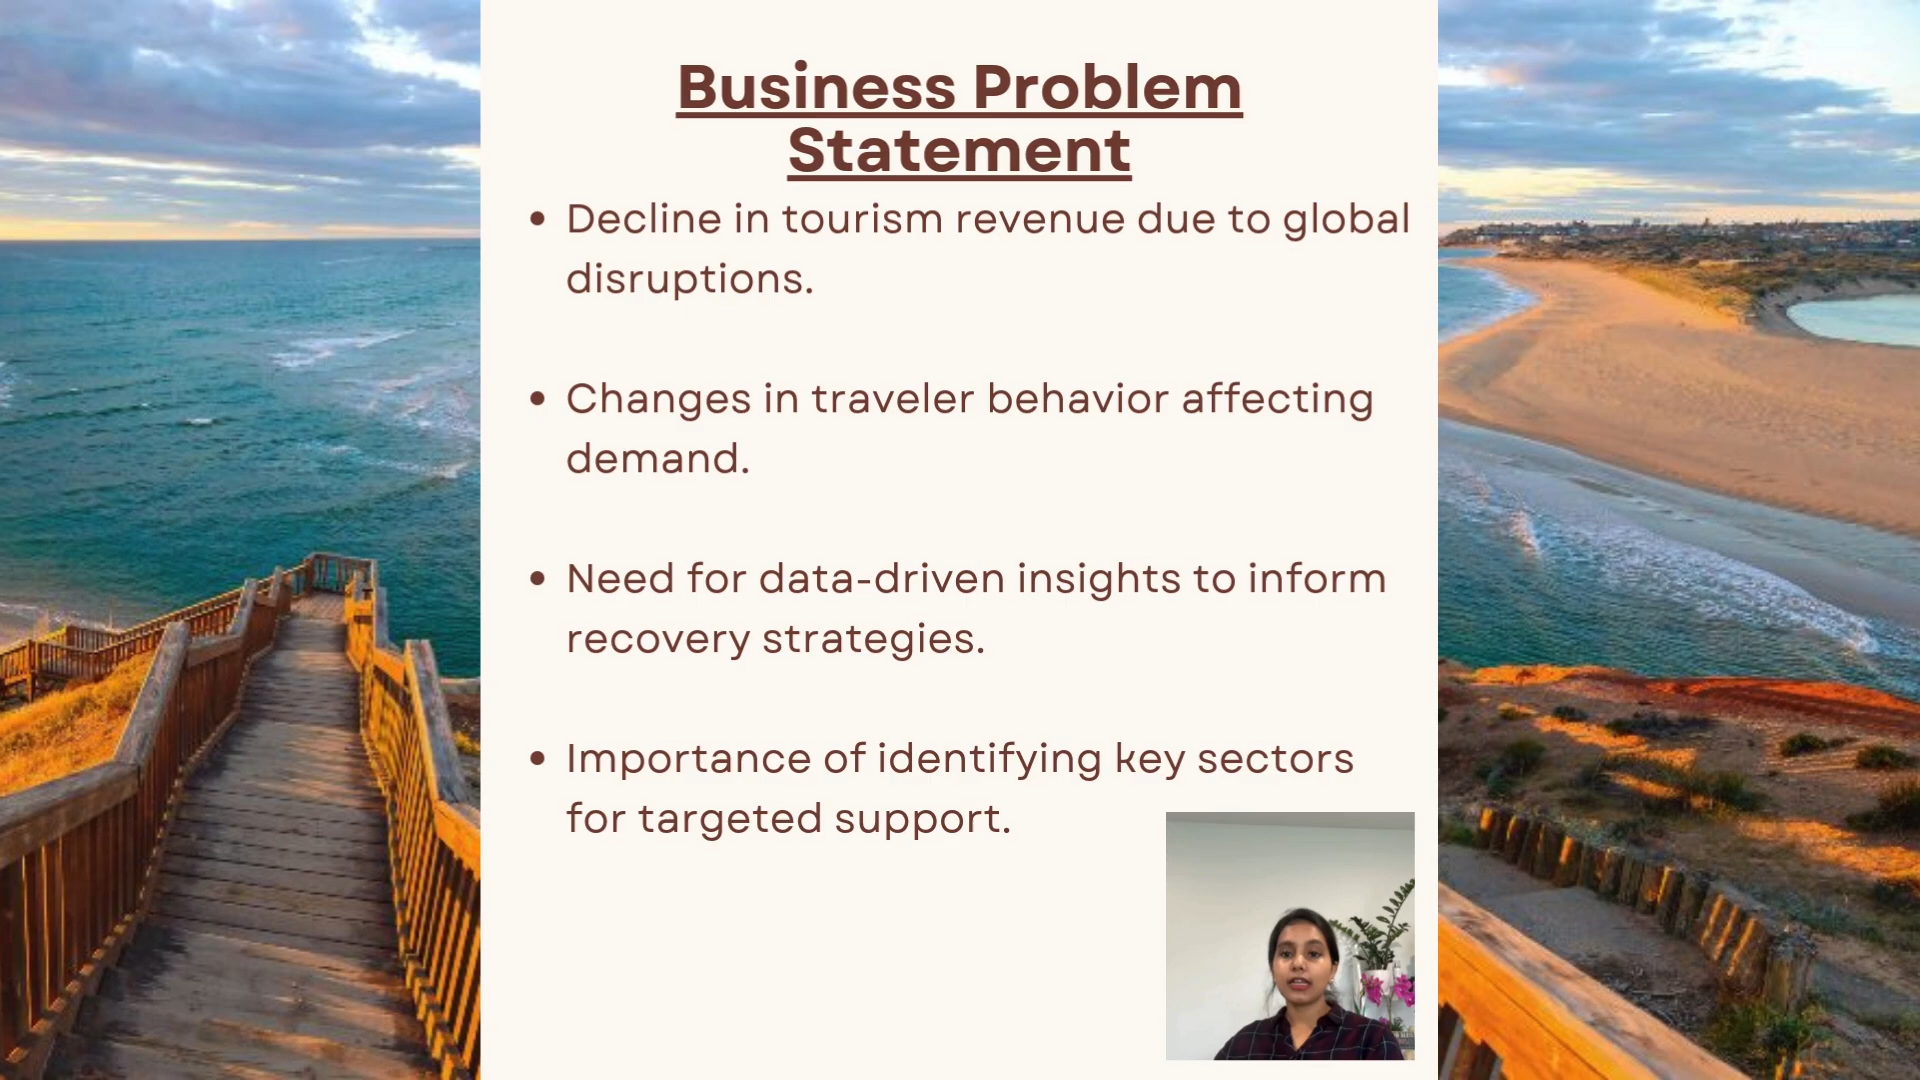 Business Problem
Statement
• Decline in tourism revenue due to global
disruptions.
• Changes in traveler behavior affecting
demand.
• Need for data-driven insights to inform
recovery strategies.
• Importance of identifying key sectors
for targeted support.